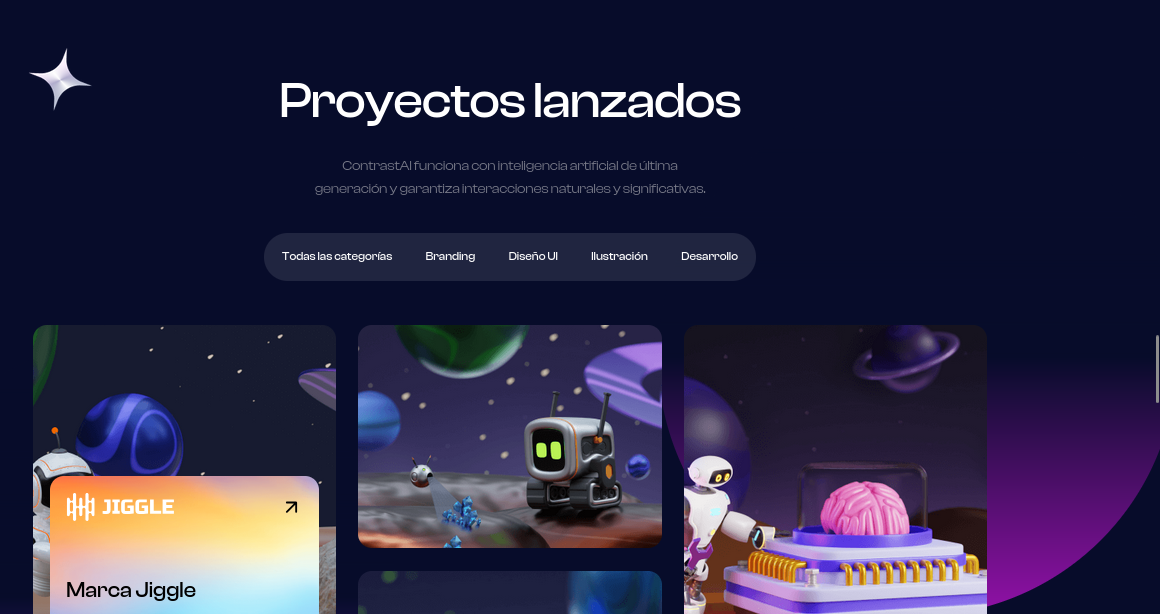 Proyectos lanzados
ContrastAI funciona con inteligencia artificial de última
generación y garantiza interacciones naturales y significativas.
Todas las categorías Branding Diseño UI Ilustración Desarrollo
JIGGLE
Marca Jiggle